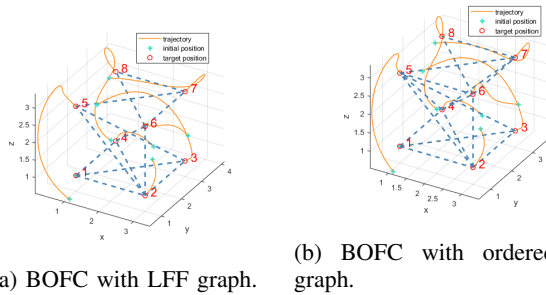 trajectory
initial position
target position
8
5
7
6
4
3
1
2
3
2.5
2
1.5
1
z
1
2
3
x
1
2
3
4
y
trajectory
initial position
target position
8
5
7
6
4
3
1
2
3
2.5
2
1.5
1
z
1
1.5
2
2.5
3
x
1
2
3
y
a) BOFC with LFF graph.
(b) BOFC with ordered
graph.